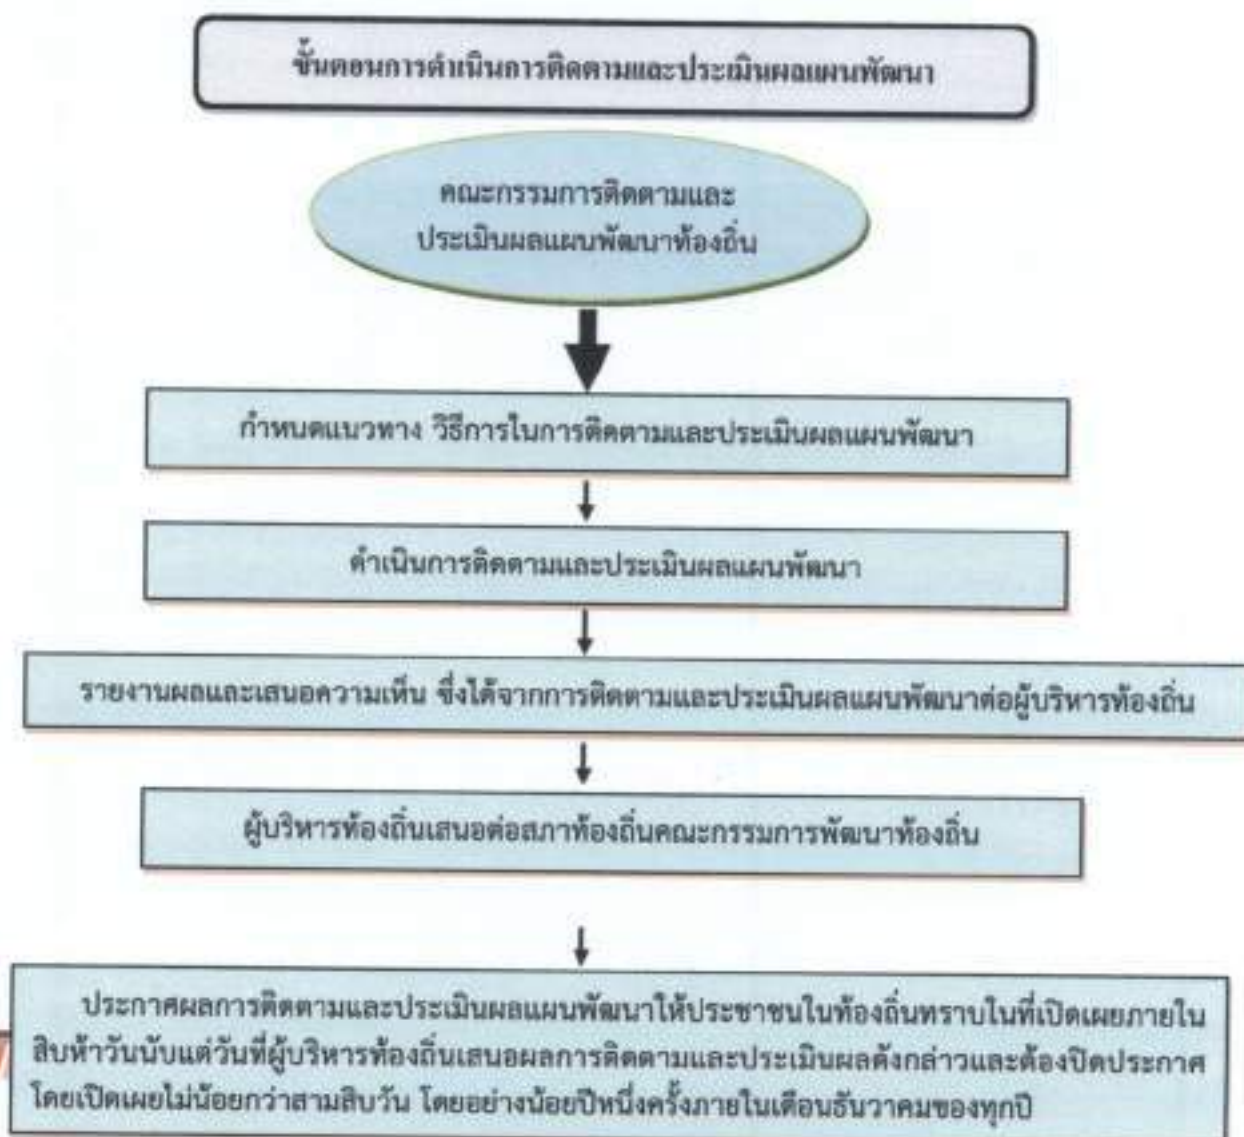 ขั้นตอนการดำเนินการติดตามและประเมินผลแผนพัฒนา
คณะกรรมการติดตามและ
ประเมินผลแผนพัฒนาท้องถิ่น
กำหนดแนวทาง วิธีการในการติดตามและประเมินผลแผนพัฒนา
ดำเนินการติดตามและประเมินผลแผนพัฒนา
รายงานผลและเสนอความเห็น ซึ่งได้จากการติดตามและประเมินผลแผนพัฒนาต่อผู้บริหารท้องถิ่น
ผู้บริหารท้องถิ่นเสนอต่อสภาท้องถิ่นคณะกรรมการพัฒนาท้องถิ่น
ประกาศผลการติดตามและประเมินผลแผนพัฒนาให้ประชาชนในท้องถิ่นทราบในที่เปิดเผยภายใน
สิบห้าวันนับแต่วันที่ผู้บริหารท้องถิ่นเสนอผลการติดตามและประเมินผลดังกล่าวและต้องปิดประกาศ
โดยเปิดเผยไม่น้อยกว่าสามสิบวัน โดยอย่างน้อยปีหนึ่งครั้งภายในเดือนธันวาคมของทุกปี